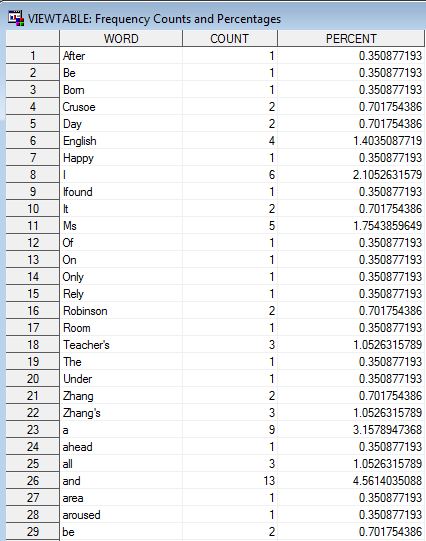 VIEWTABLE: Frequency Counts and Percentages
WORD COUNT PERCENT
1 After 1 0.350877193
2 Be 1 0.350877193
3 Born 1 0.350877193
4 Crusoe 2 0.701754386
5 Day 2 0.701754386
6 English 4 1.4035087719
7 Happy 1 0.350877193
8 I 6 2.1052631579
9 Ifound 1 0.350877193
10 It 2 0.701754386
11 Ms 5 1.7543859649
12 Of 1 0.350877193
13 On 1 0.350877193
14 Only 1 0.350877193
15 Rely 1 0.350877193
16 Robinson 2 0.701754386
17 Room 1 0.350877193
18 Teacher's 3 1.0526315789
19 The 1 0.350877193
20 Under 1 0.350877193
21 Zhang 2 0.701754386
22 Zhang's 3 1.0526315789
23 a 9 3.1578947368
24 ahead 1 0.350877193
25 all 3 1.0526315789
26 and 13 4.5614035088
27 area 1 0.350877193
28 aroused 1 0.350877193
29 be 2 0.701754386